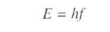 E = hf